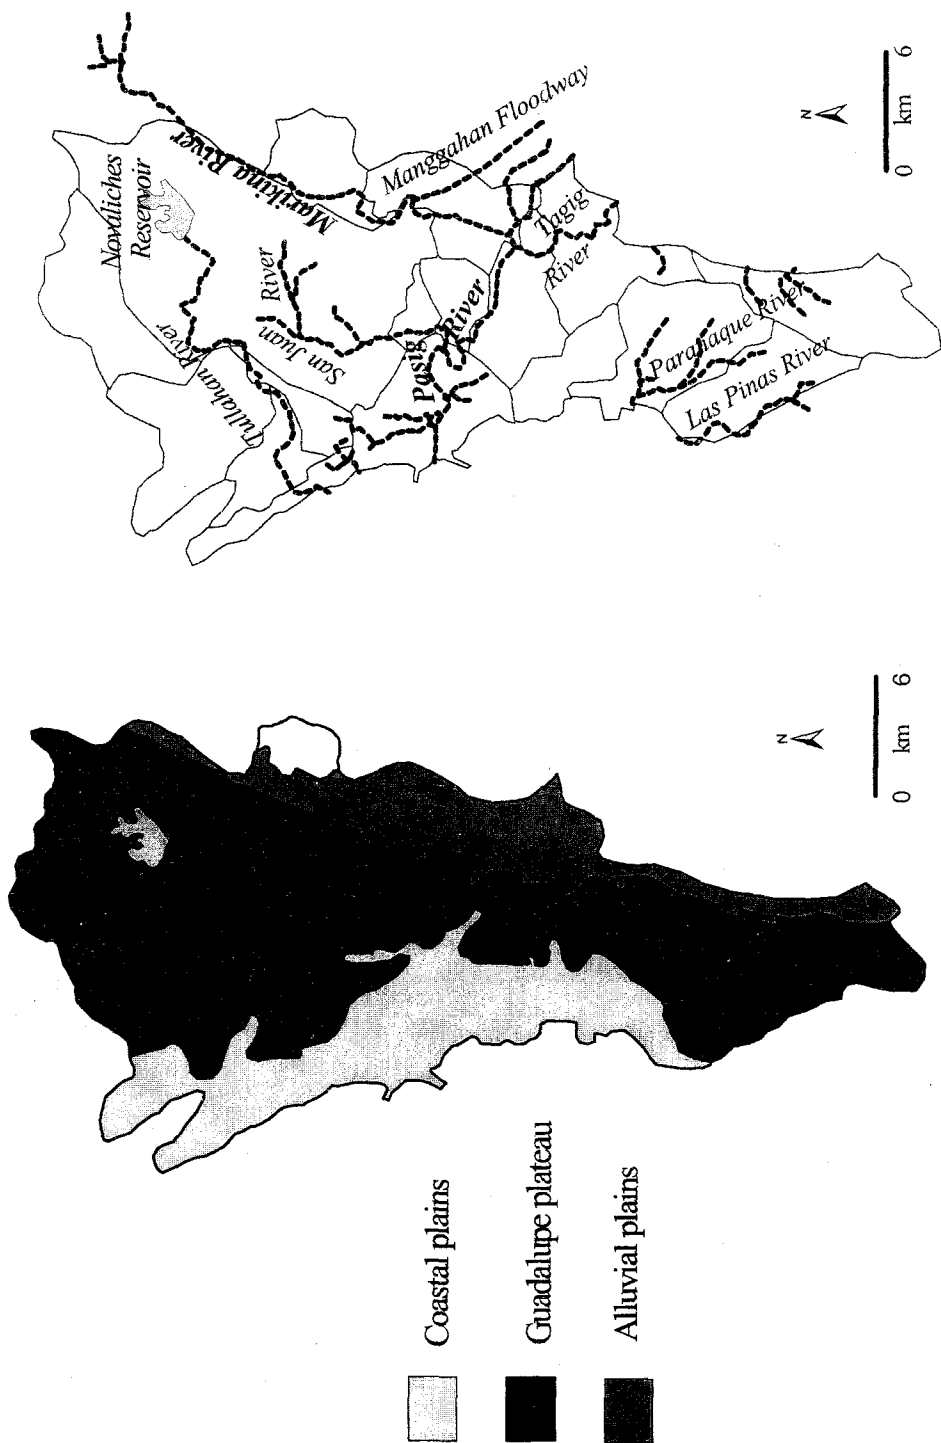 Novaliches
Reservoir
Marikina River
Manggahan Floodway
Tullahan River
San Juan
River
Pasig
River
Tagig
River
Paranaque River
Las Pinas River
N
0
km
6
Coastal plains
Guadalupe plateau
Alluvial plains
N
0
km
6